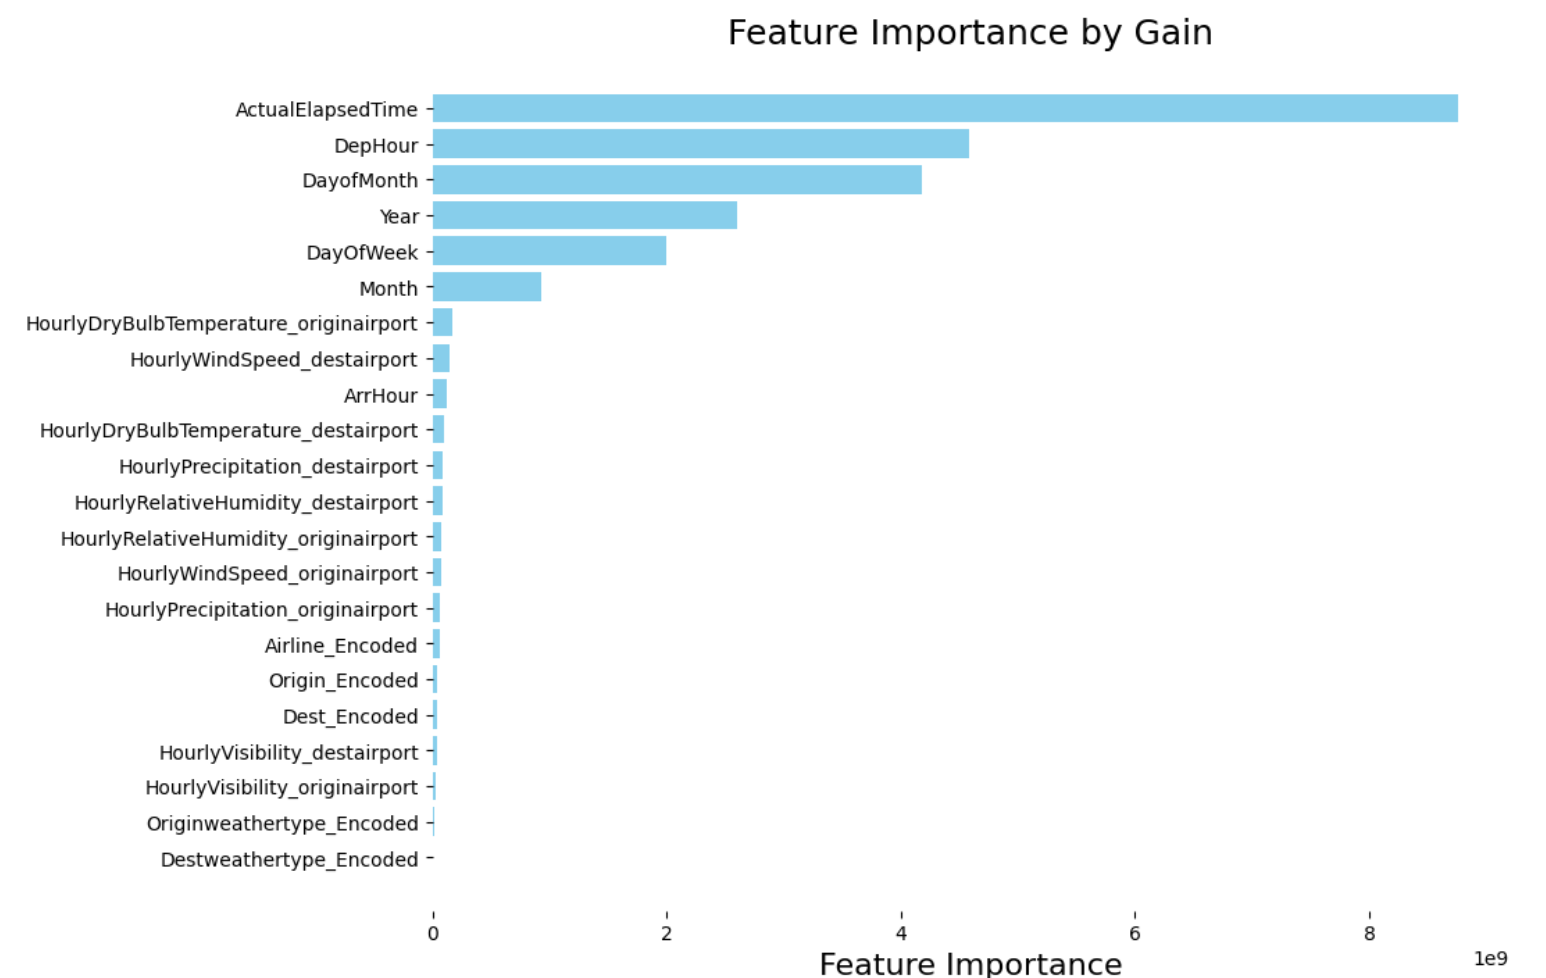 Feature Importance by Gain
ActualElapsedTime
DepHour
DayofMonth
Year
DayOfWeek
Month
HourlyDryBulbTemperature_originairport
HourlyWindSpeed_destairport
ArrHour
HourlyDryBulbTemperature_destairport
HourlyPrecipitation_destairport
HourlyRelativeHumidity_destairport
HourlyRelativeHumidity_originairport
HourlyWindSpeed_originairport
HourlyPrecipitation_originairport
Airline_Encoded
Origin_Encoded
Dest_Encoded
HourlyVisibility_destairport
HourlyVisibility_originairport
Originweathertype_Encoded
Destweathertype_Encoded
0 2 4 6 8
1e9
Feature Importance